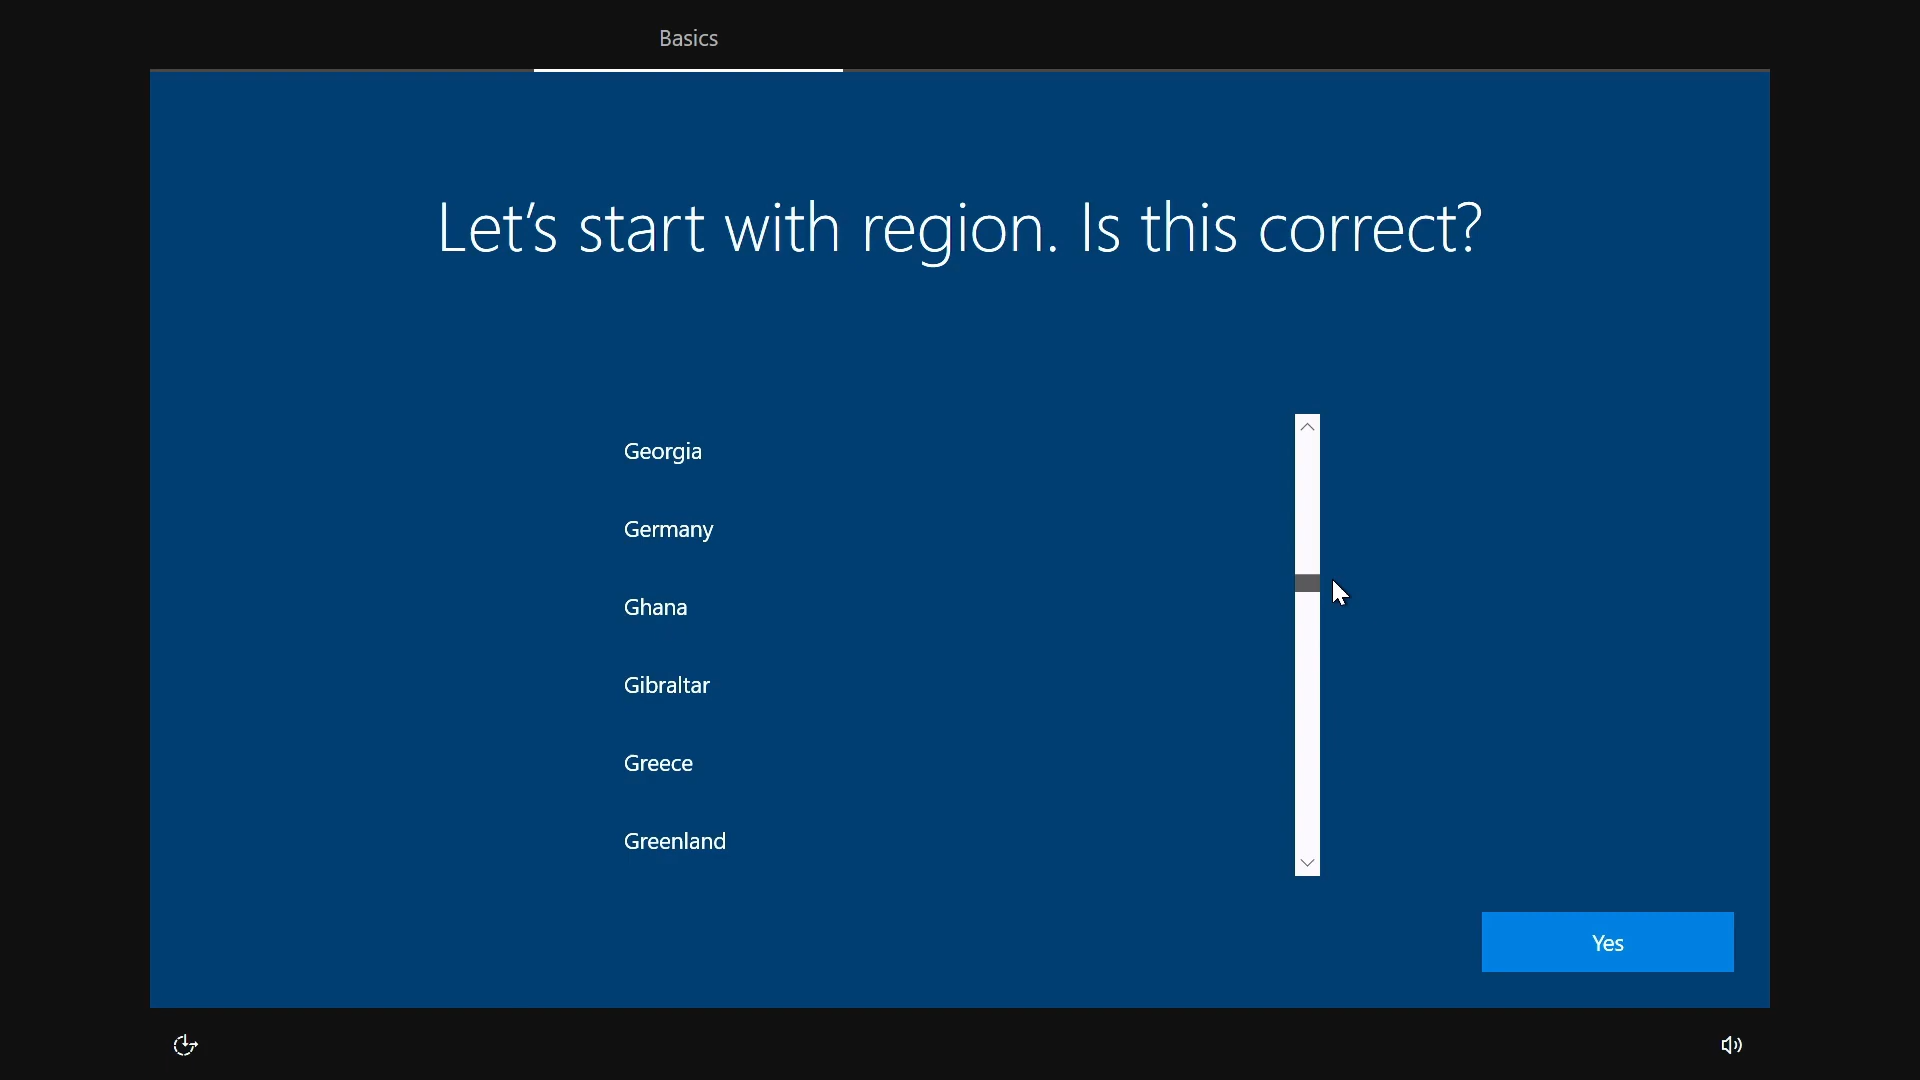 Basics
Let’s start with region. Is this correct?
Georgia
Germany
Ghana
Gibraltar
Greece
Greenland
Yes